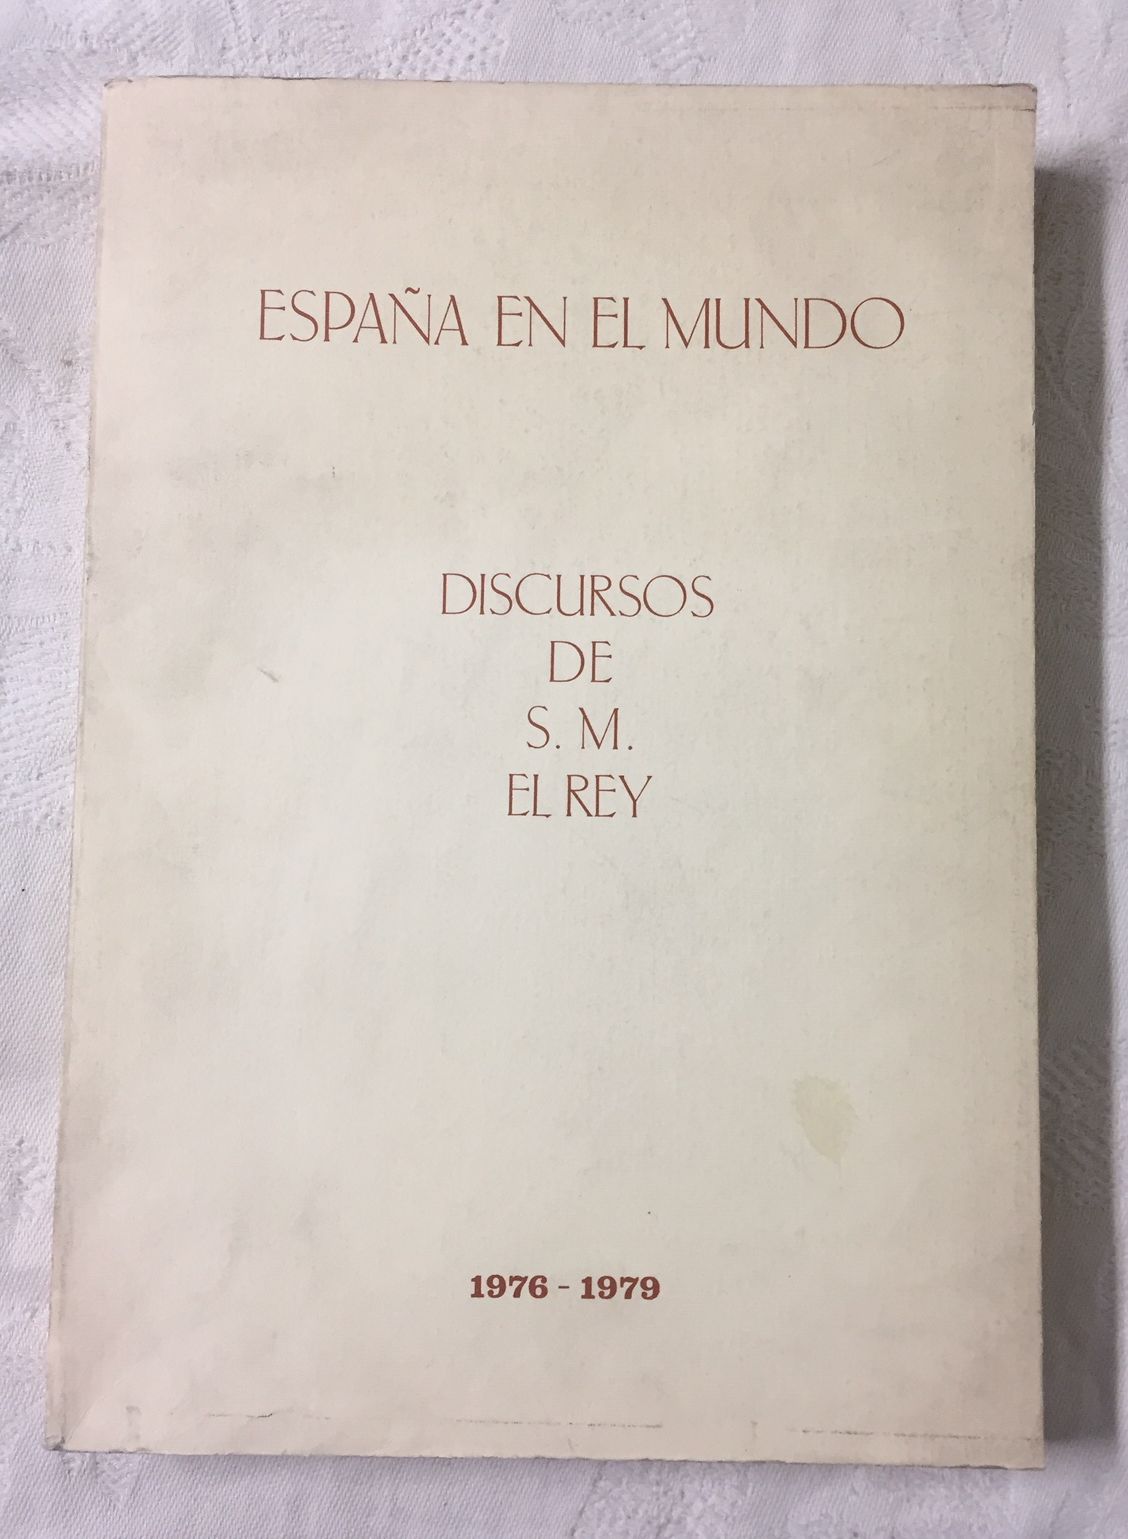 ESPAÑA EN EL MUNDO
DISCURSOS
DE
S. M.
EL REY
1976 - 1979